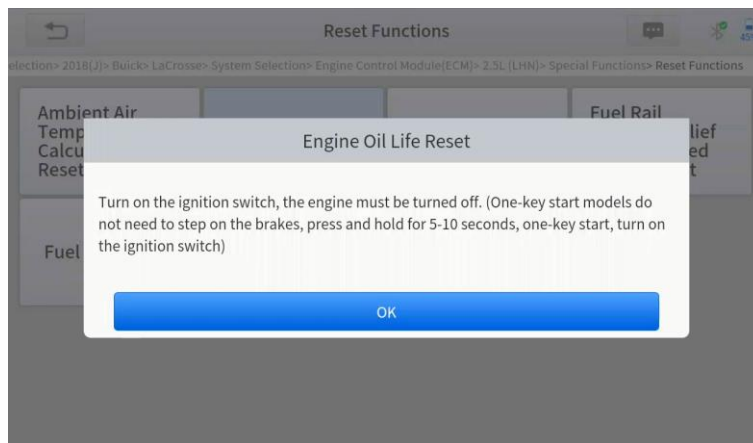 Reset Functions
45%
election> 2018(J)> Buick> LaCrosse> System Selection> Engine Control Module(ECM)> 2.5L (LHN)> Special Functions> Reset Functions
Ambient Air
Fuel Rail
Temp
lief
Calcu
ed
Reset
t
Engine Oil Life Reset
Turn on the ignition switch, the engine must be turned off. (One-key start models do
not need to step on the brakes, press and hold for 5-10 seconds, one-key start, turn on
the ignition switch)
Fuel
OK